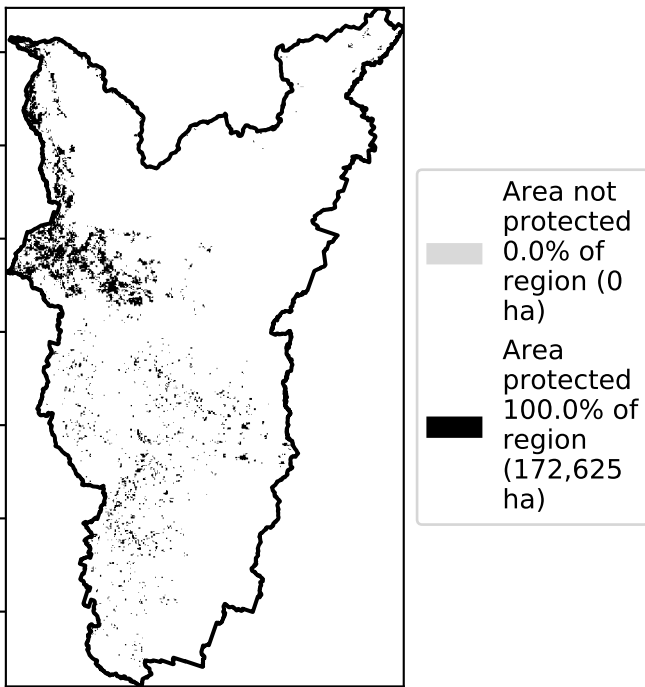 Area not
protected
0.0% of
region (0
ha)
Area
protected
100.0% of
region
(172,625
ha)